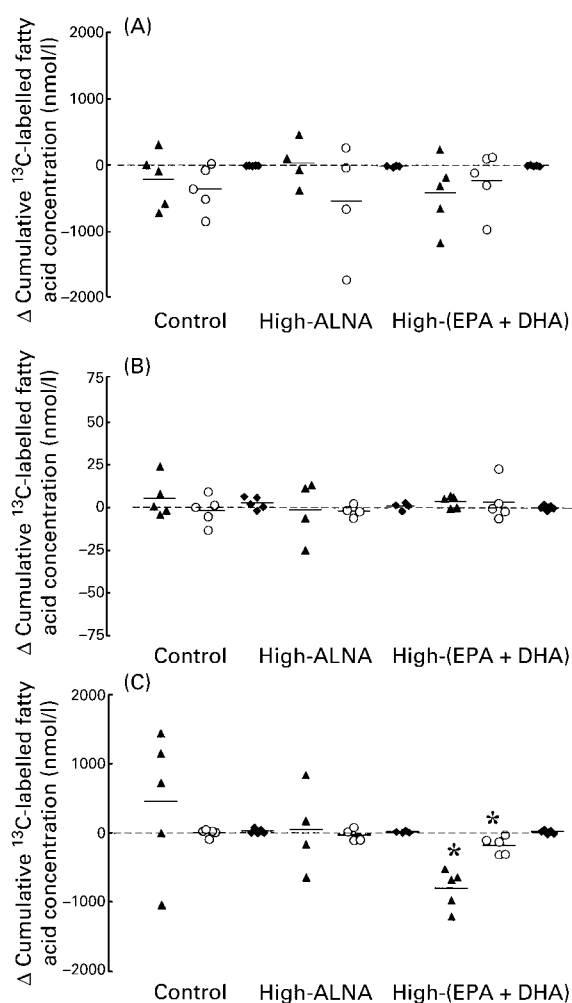 (A)
Δ Cumulative ¹³C-labelled fatty
acid concentration (nmol/l)
2000
1000
0
−1000
−2000
Control High-ALNA High-(EPA + DHA)
(B)
Δ Cumulative ¹³C-labelled fatty
acid concentration (nmol/l)
75
50
25
0
−25
−50
−75
Control High-ALNA High-(EPA + DHA)
(C)
Δ Cumulative ¹³C-labelled fatty
acid concentration (nmol/l)
2000
1000
0
−1000
−2000
*
*
Control High-ALNA High-(EPA + DHA)